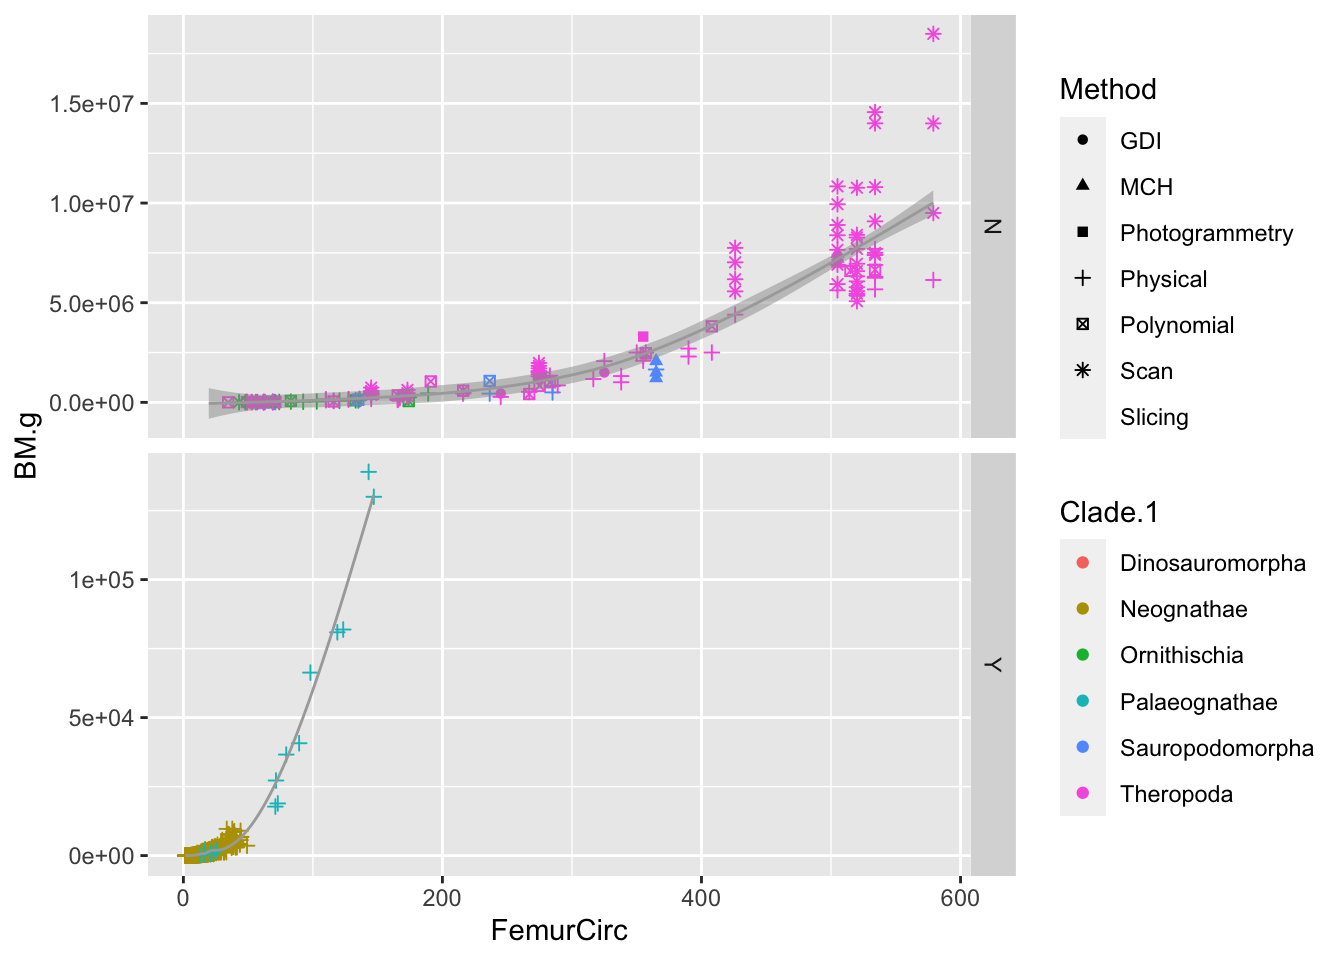 1.5e+07
1.0e+07
5.0e+06
0.0e+00
N
1e+05
5e+04
0e+00
Y
0
200
400
600
FemurCirc
BM.g
Method
GDI
MCH
Photogrammetry
Physical
Polynomial
Scan
Slicing
Clade.1
Dinosauromorpha
Neognathae
Ornithischia
Palaeognathae
Sauropodomorpha
Theropoda